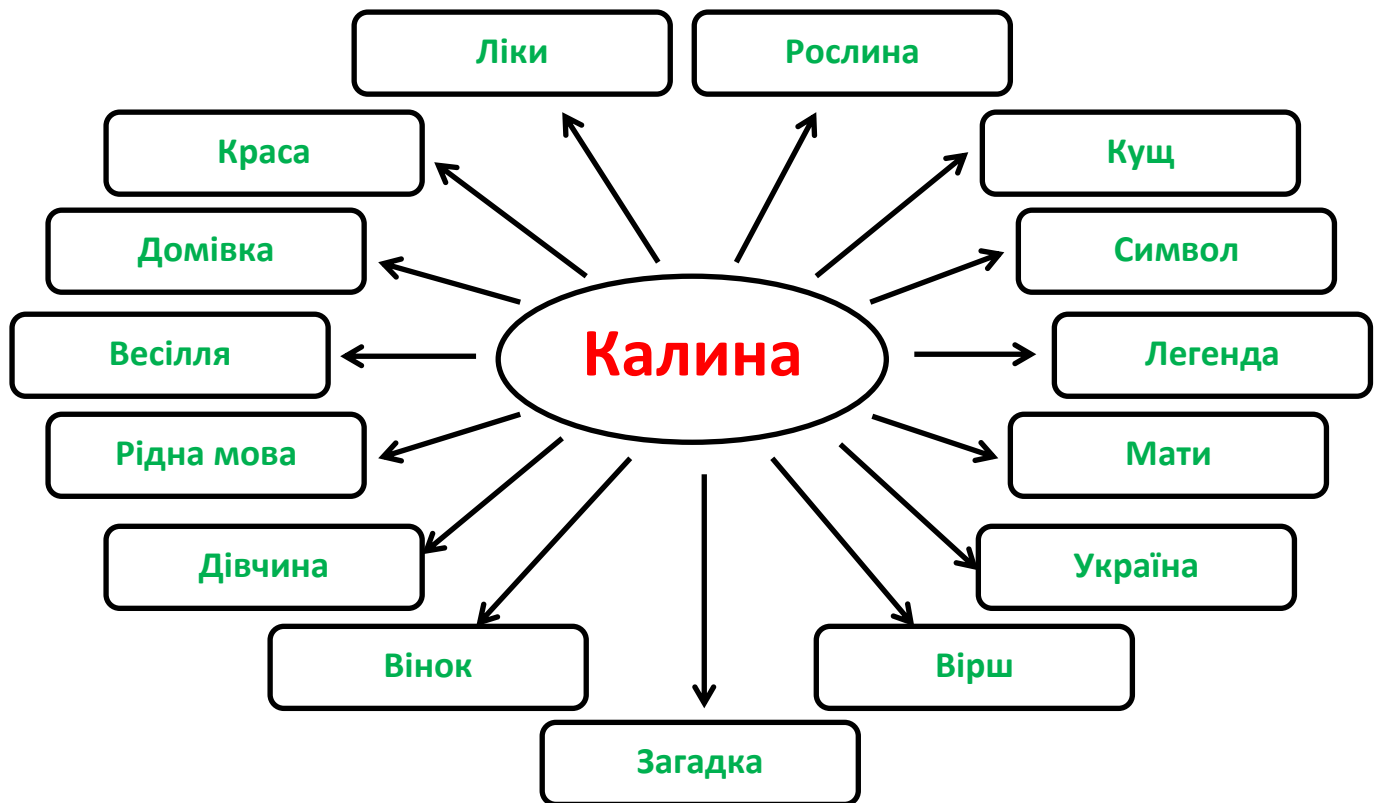 Ліки
Рослина
Краса
Кущ
Домівка
Символ
Весілля
Калина
Легенда
Рідна мова
Мати
Дівчина
Україна
Вінок
Вірш
Загадка